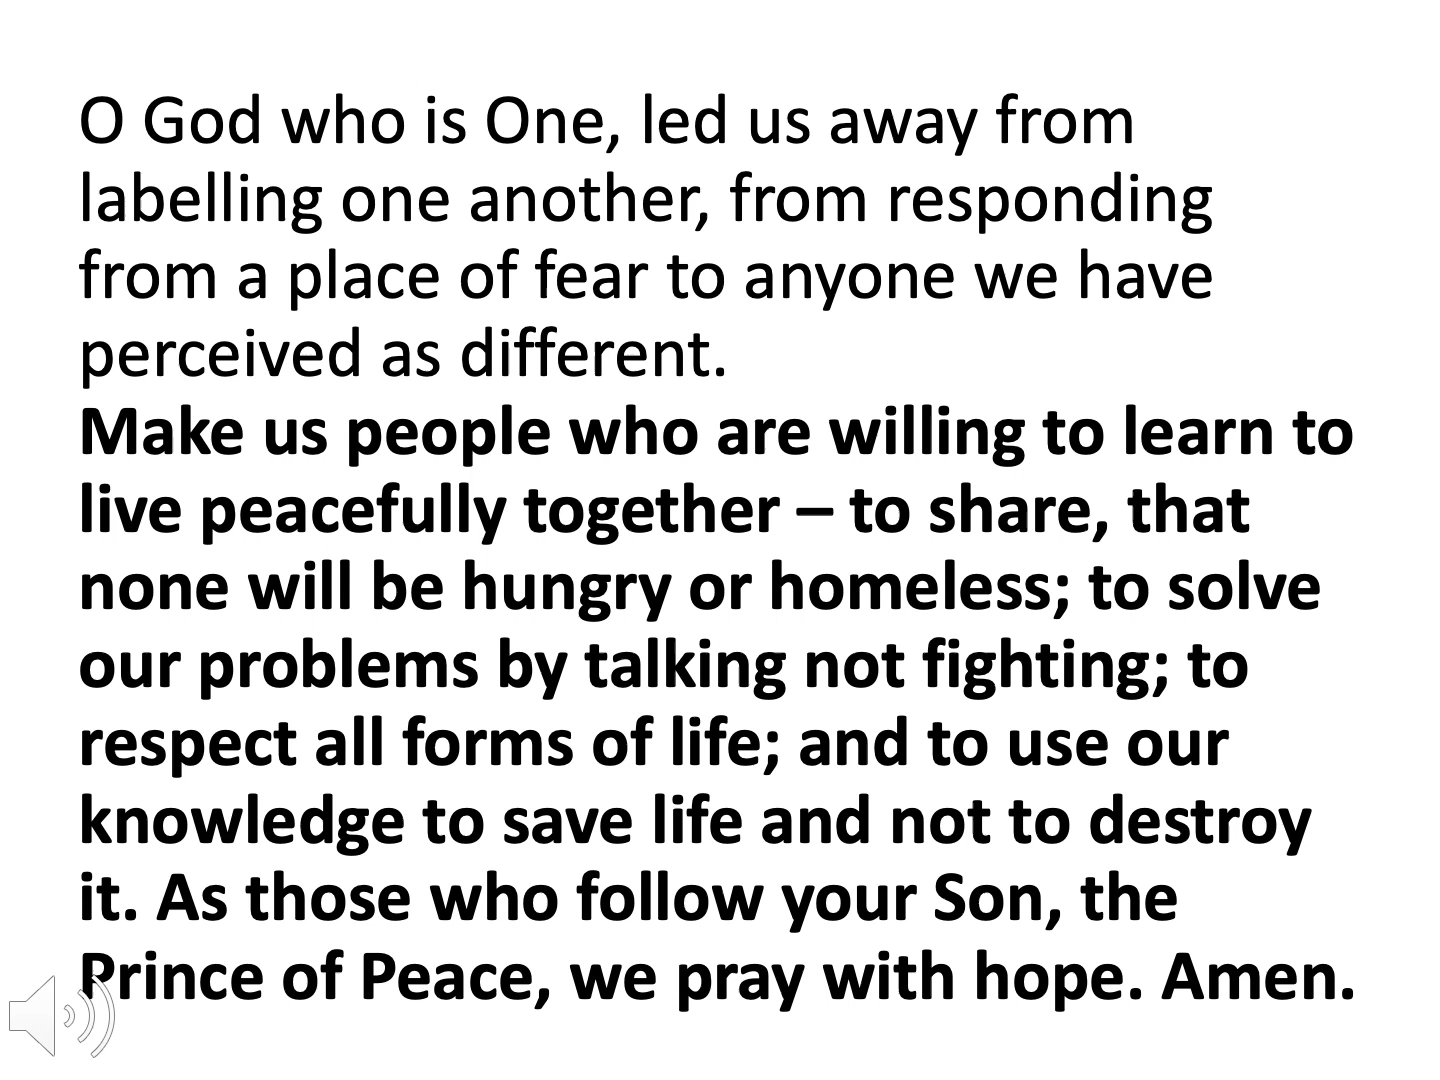 O God who is One, led us away from
labelling one another, from responding
from a place of fear to anyone we have
perceived as different.
Make us people who are willing to learn to
live peacefully together – to share, that
none will be hungry or homeless; to solve
our problems by talking not fighting; to
respect all forms of life; and to use our
knowledge to save life and not to destroy
it. As those who follow your Son, the
Prince of Peace, we pray with hope. Amen.